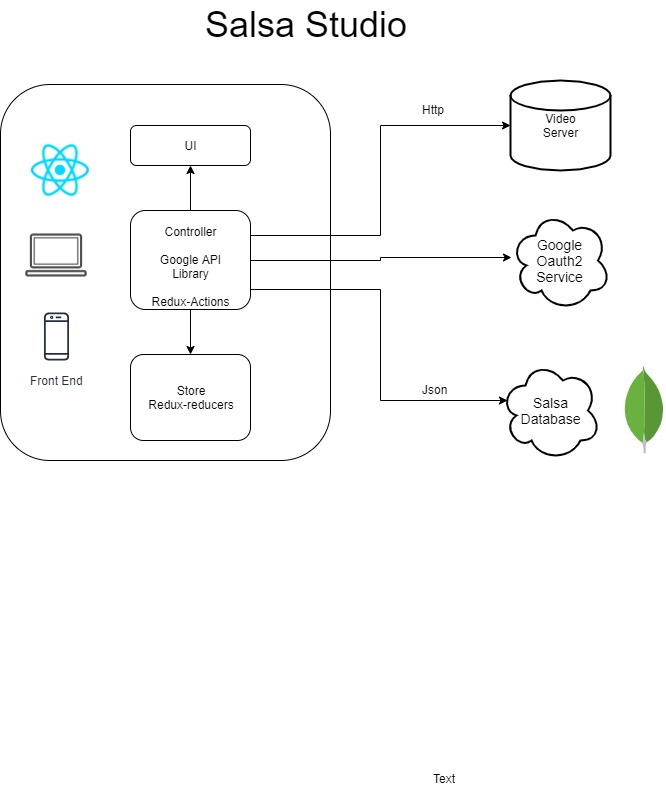 Salsa Studio
UI
Controller
Google API
Library
Redux-Actions
Store
Redux-reducers
Front End
Http
Video
Server
Google
Oauth2
Service
Json
Salsa
Database
Text